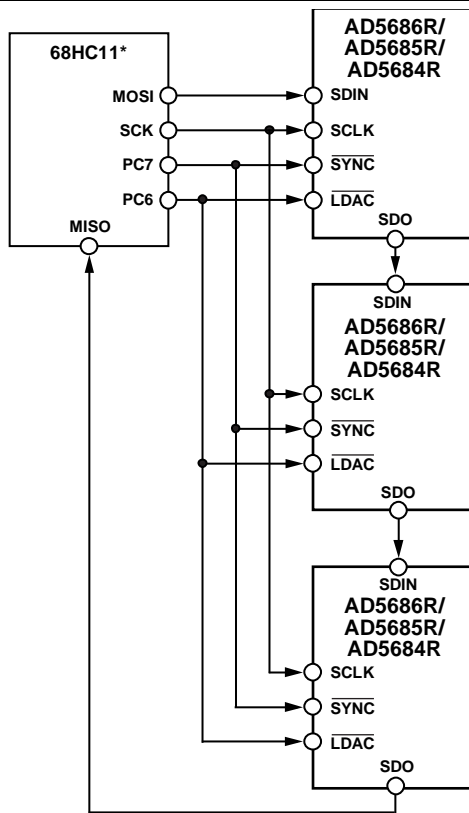 68HC11*
MOSI
SCK
PC7
PC6
MISO
AD5686R/
AD5685R/
AD5684R
SDIN
SCLK
SYNC
LDAC
SDO
SDIN
AD5686R/
AD5685R/
AD5684R
SCLK
SYNC
LDAC
SDO
SDIN
AD5686R/
AD5685R/
AD5684R
SCLK
SYNC
LDAC
SDO